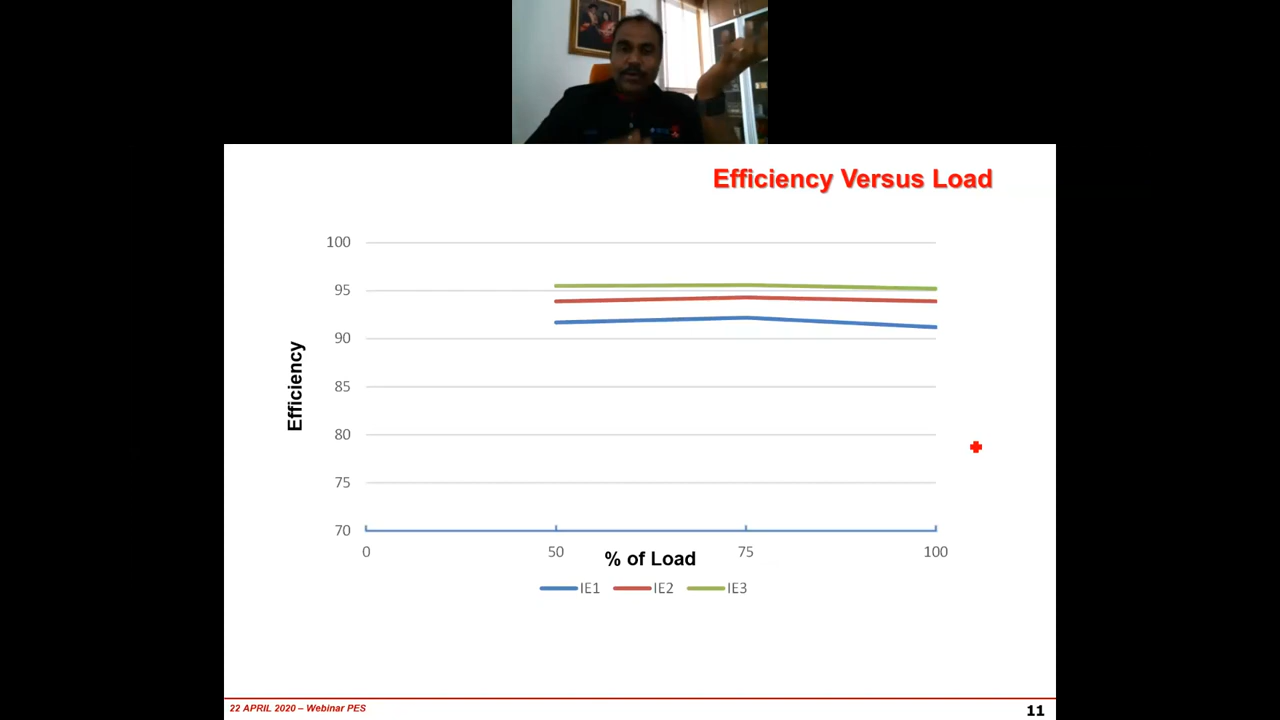 Efficiency Versus Load
100
95
90
85
80
75
70
Efficiency
0 50 75 100
% of Load
IE1 IE2 IE3
22 APRIL 2020 – Webinar PES
11